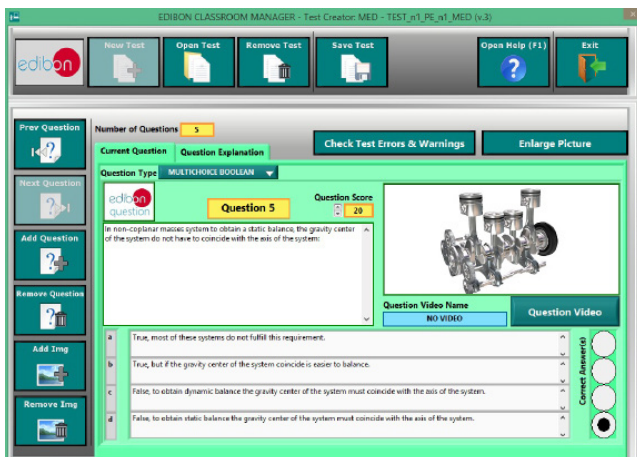 EDIBON CLASSROOM MANAGER - Test Creator: MED - TEST_n1_PE_n1_MED (v.3)
edibon
New Test
Open Test
Remove Test
Save Test
Open Help (F1)
Exit
Prev Question
Next Question
Add Question
Remove Question
Add Img
Remove Img
Number of Questions 5
Current Question
Question Explanation
Check Test Errors & Warnings
Enlarge Picture
Question Type MULTICHOICE BOOLEAN
edibon
question
Question 5
Question Score
20
In non-coplanar masses system to obtain a static balance, the gravity center
of the system do not have to coincide with the axis of the system:
Question Video Name
NO VIDEO
Question Video
a True, most of these systems do not fulfill this requirement.
b True, but if the gravity center of the system coincide is easier to balance.
c False, to obtain dynamic balance the gravity center of the system must coincide with the axis of the system.
d False, to obtain static balance the gravity center of the system must coincide with the axis of the system.
Correct Answer(s)